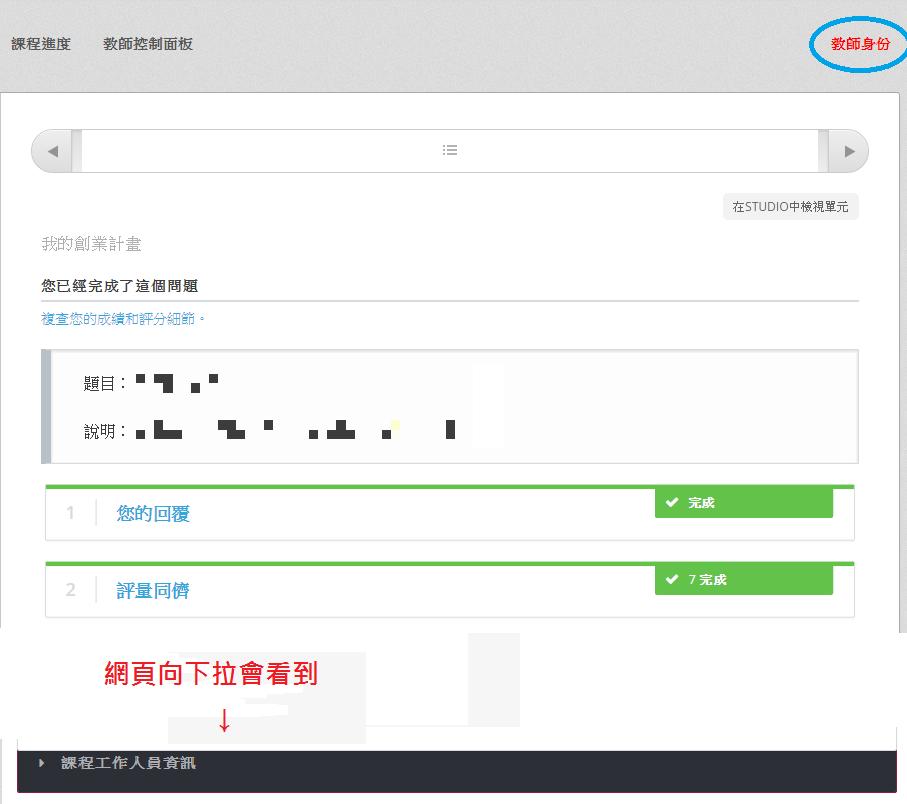 課程進度 教師控制面板 教師身份
在STUDIO中檢視單元
我的創業計畫
您已經完成了這個問題
複查您的成績和評分細節。
題目：
說明：
1 您的回覆 完成
2 評量同儕 7 完成
網頁向下拉會看到
↓
課程工作人員資訊